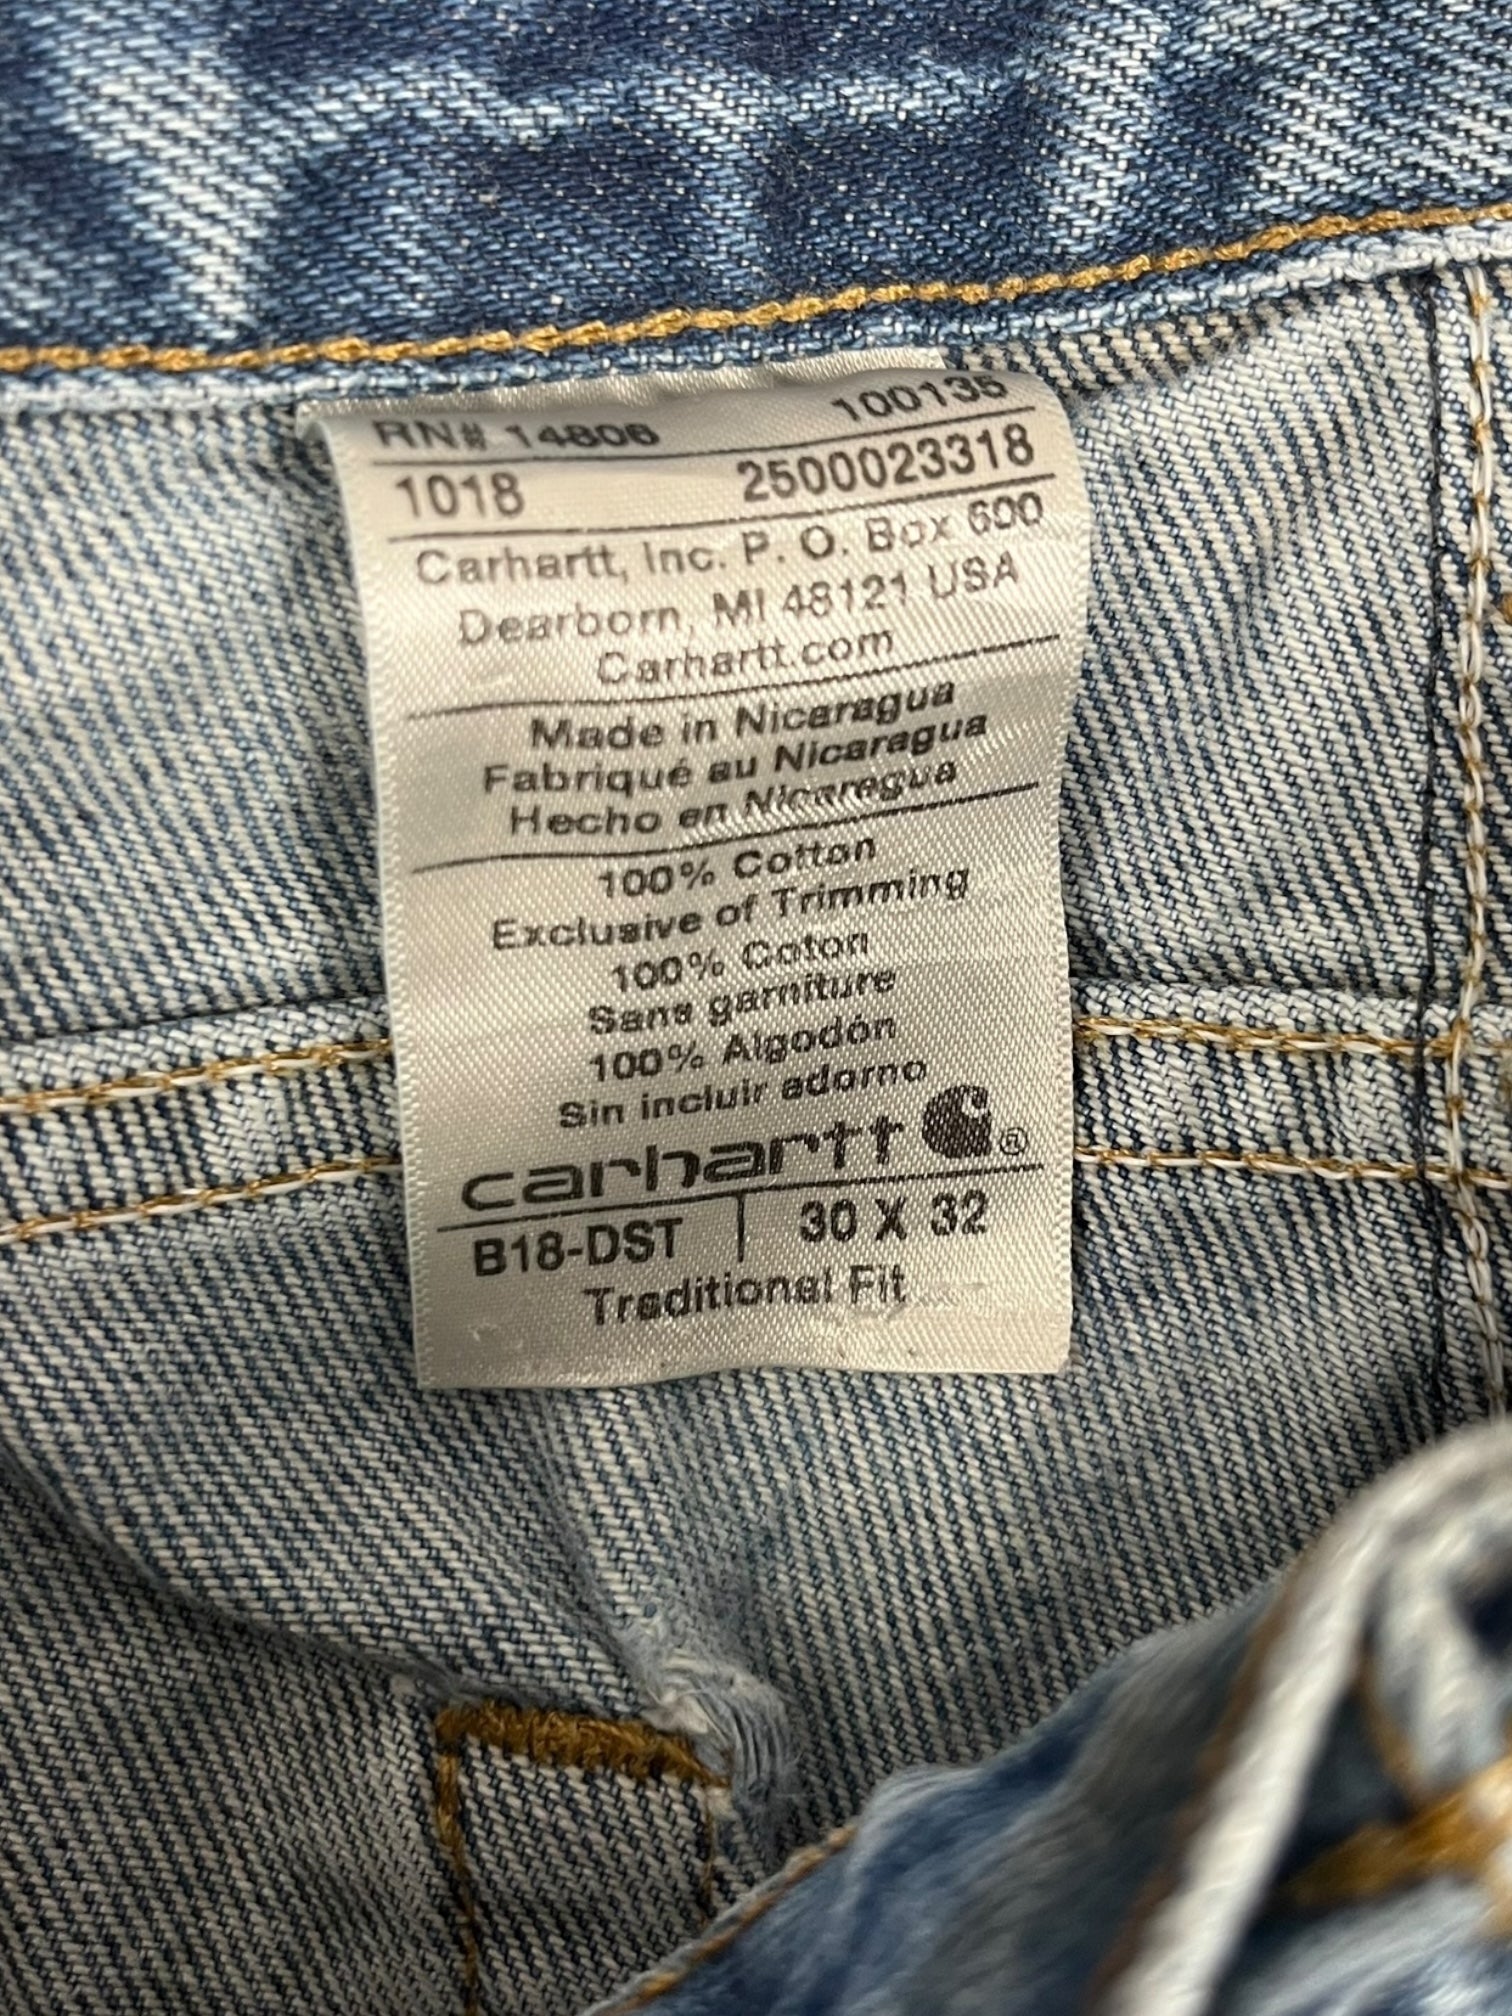 RN# 14806 100135
1018 2500023318
Carhartt, Inc. P. O. Box 600
Dearborn, MI 48121 USA
Carhartt.com
Made in Nicaragua
Fabriqué au Nicaragua
Hecho en Nicaragua
100% Cotton
Exclusive of Trimming
100% Coton
Sans garniture
100% Algodón
Sin incluir adorno
carhartt ®
B18-DST | 30 X 32
Traditional Fit